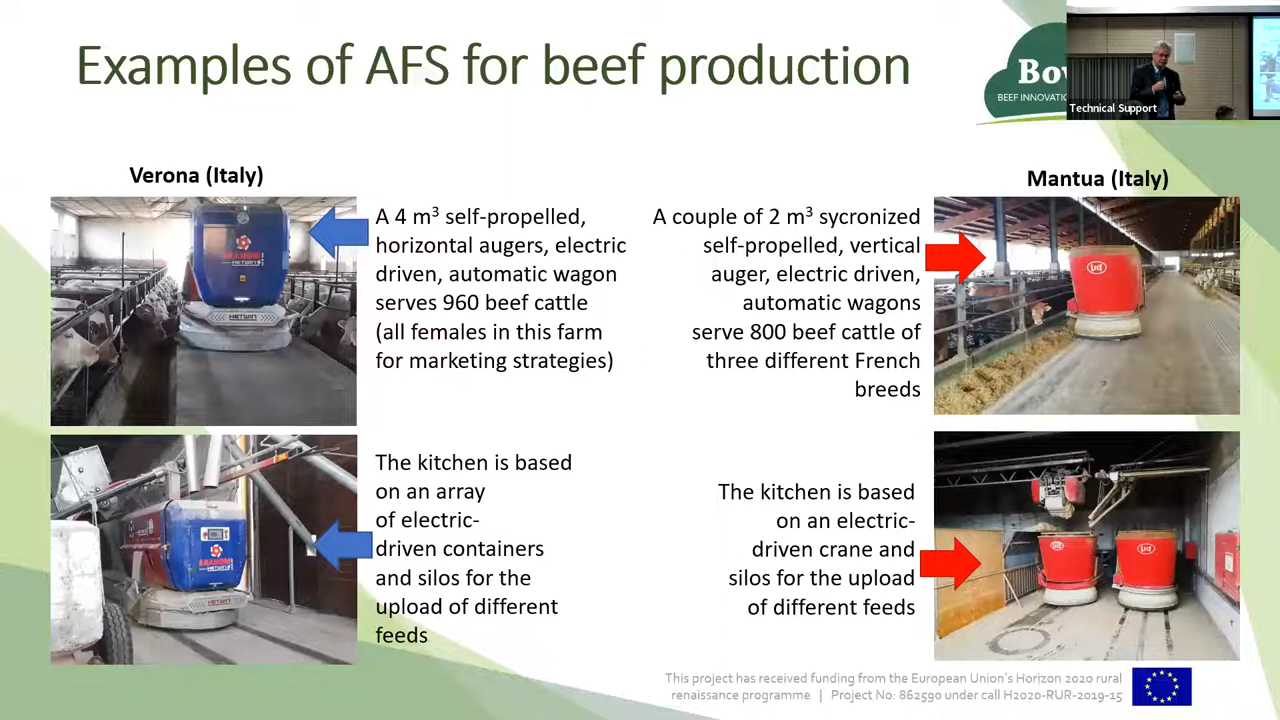 Examples of AFS for beef production
BEEF INNOVATIO
Technical Support
Verona (Italy)
A 4 m³ self-propelled,
horizontal augers, electric
driven, automatic wagon
serves 960 beef cattle
(all females in this farm
for marketing strategies)
HETWIN
The kitchen is based
on an array
of electric-
driven containers
and silos for the
upload of different
feeds
Mantua (Italy)
A couple of 2 m³ sycronized
self-propelled, vertical
auger, electric driven,
automatic wagons
serve 800 beef cattle of
three different French
breeds
The kitchen is based
on an electric-
driven crane and
silos for the upload
of different feeds
This project has received funding from the European Union's Horizon 2020 rural
renaissance programme | Project No: 862590 under call H2020-RUR-2019-15